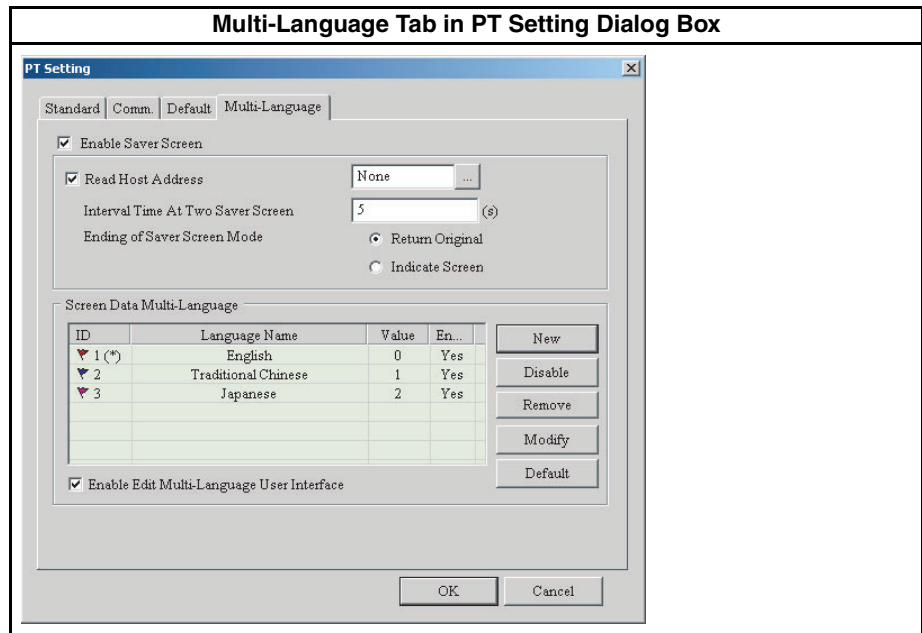 Multi-Language Tab in PT Setting Dialog Box
PT Setting
Standard Comm. Default Multi-Language
Enable Saver Screen
Read Host Address None ...
Interval Time At Two Saver Screen 5 (s)
Ending of Saver Screen Mode Return Original
Indicate Screen
Screen Data Multi-Language
ID Language Name Value En... New
1 (*) English 0 Yes
2 Traditional Chinese 1 Yes Disable
3 Japanese 2 Yes
Remove
Modify
Default
Enable Edit Multi-Language User Interface
OK Cancel